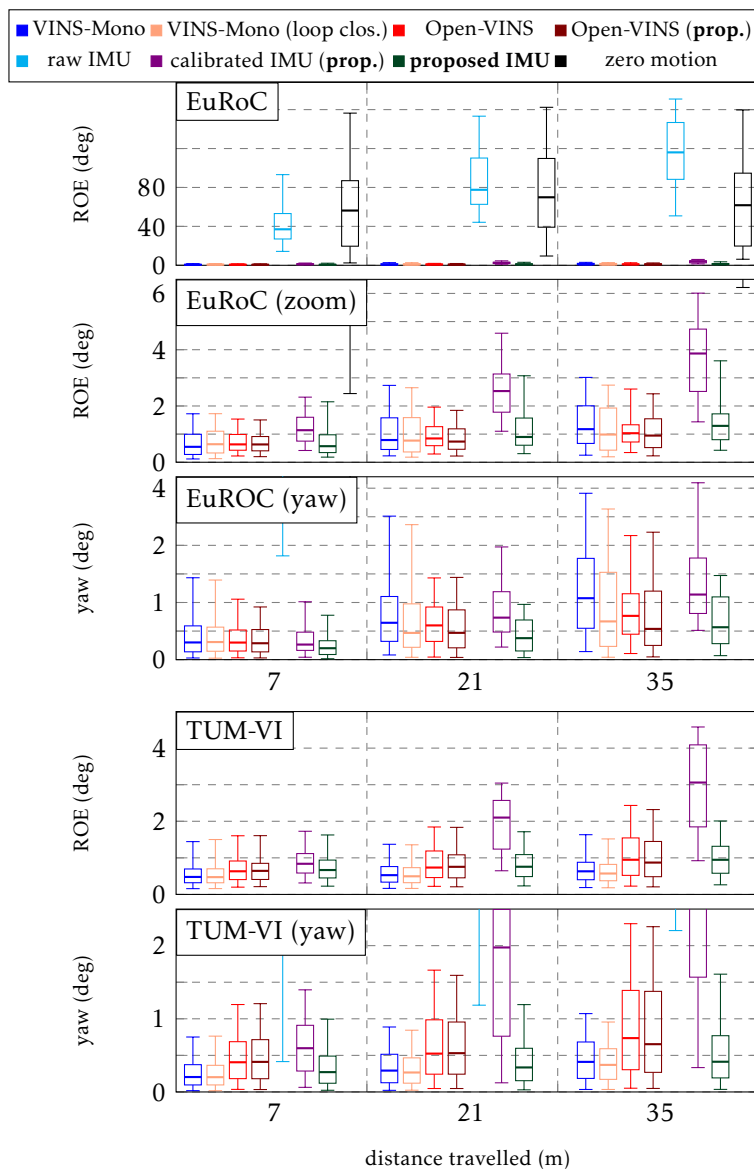 VINS-Mono VINS-Mono (loop clos.) Open-VINS Open-VINS (prop.)
raw IMU calibrated IMU (prop.) proposed IMU zero motion
EuRoC
ROE (deg)
80
40
0
EuRoC (zoom)
ROE (deg)
6
4
2
0
EuROC (yaw)
yaw (deg)
4
2
1
0
7 21 35
TUM-VI
ROE (deg)
4
2
1
0
TUM-VI (yaw)
yaw (deg)
2
1
0
7 21 35
distance travelled (m)